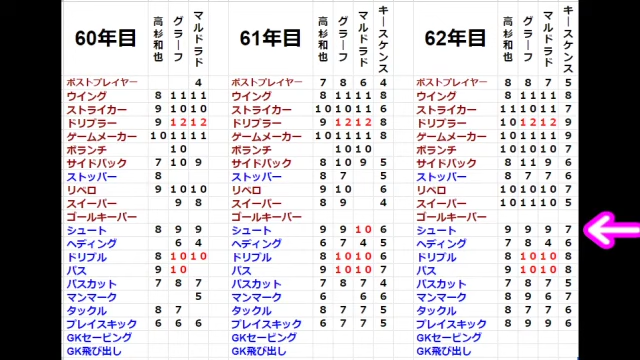 60年目 高杉和也 グラーフ マルドラド 61年目 高杉和也 グラーフ マルドラド キースケンス 62年目 高杉和也 グラーフ マルドラド キースケンス
ポストプレイヤー 4 ポストプレイヤー 7 8 6 4 ポストプレイヤー 8 8 7 5
ウイング 8 11 11 ウイング 8 11 11 8 ウイング 8 11 11 8
ストライカー 9 10 10 ストライカー 10 10 11 6 ストライカー 11 10 11 7
ドリブラー 9 12 12 ドリブラー 9 12 12 8 ドリブラー 10 12 12 9
ゲームメーカー 10 11 11 ゲームメーカー 10 11 11 8 ゲームメーカー 10 11 11 9
ボランチ 10 ボランチ 10 10 ボランチ 10 10 10 7
サイドバック 7 10 9 サイドバック 8 10 9 5 サイドバック 8 11 9 6
ストッパー 8 ストッパー 8 7 5 ストッパー 8 7 7 6
リベロ 9 10 10 リベロ 9 10 6 リベロ 10 10 10 7
スイーパー 9 8 スイーパー 8 9 4 スイーパー 10 11 10 5
ゴールキーパー ゴールキーパー ゴールキーパー
シュート 8 9 9 シュート 9 9 10 6 シュート 9 9 9 7
ヘディング 6 4 ヘディング 6 7 4 5 ヘディング 7 8 4 6
ドリブル 8 10 10 ドリブル 8 10 10 6 ドリブル 8 10 10 8
パス 9 10 パス 9 10 10 7 パス 9 10 10 8
パスカット 7 8 7 パスカット 7 8 7 4 パスカット 7 8 7 5
マンマーク 5 マンマーク 6 6 6 マンマーク 8 9 6 7
タックル 8 7 タックル 8 7 7 5 タックル 8 7 7 5
プレイスキック 6 6 6 プレイスキック 6 7 7 5 プレイスキック 8 9 9 6
GKセービング GKセービング GKセービング
GK飛び出し GK飛び出し GK飛び出し